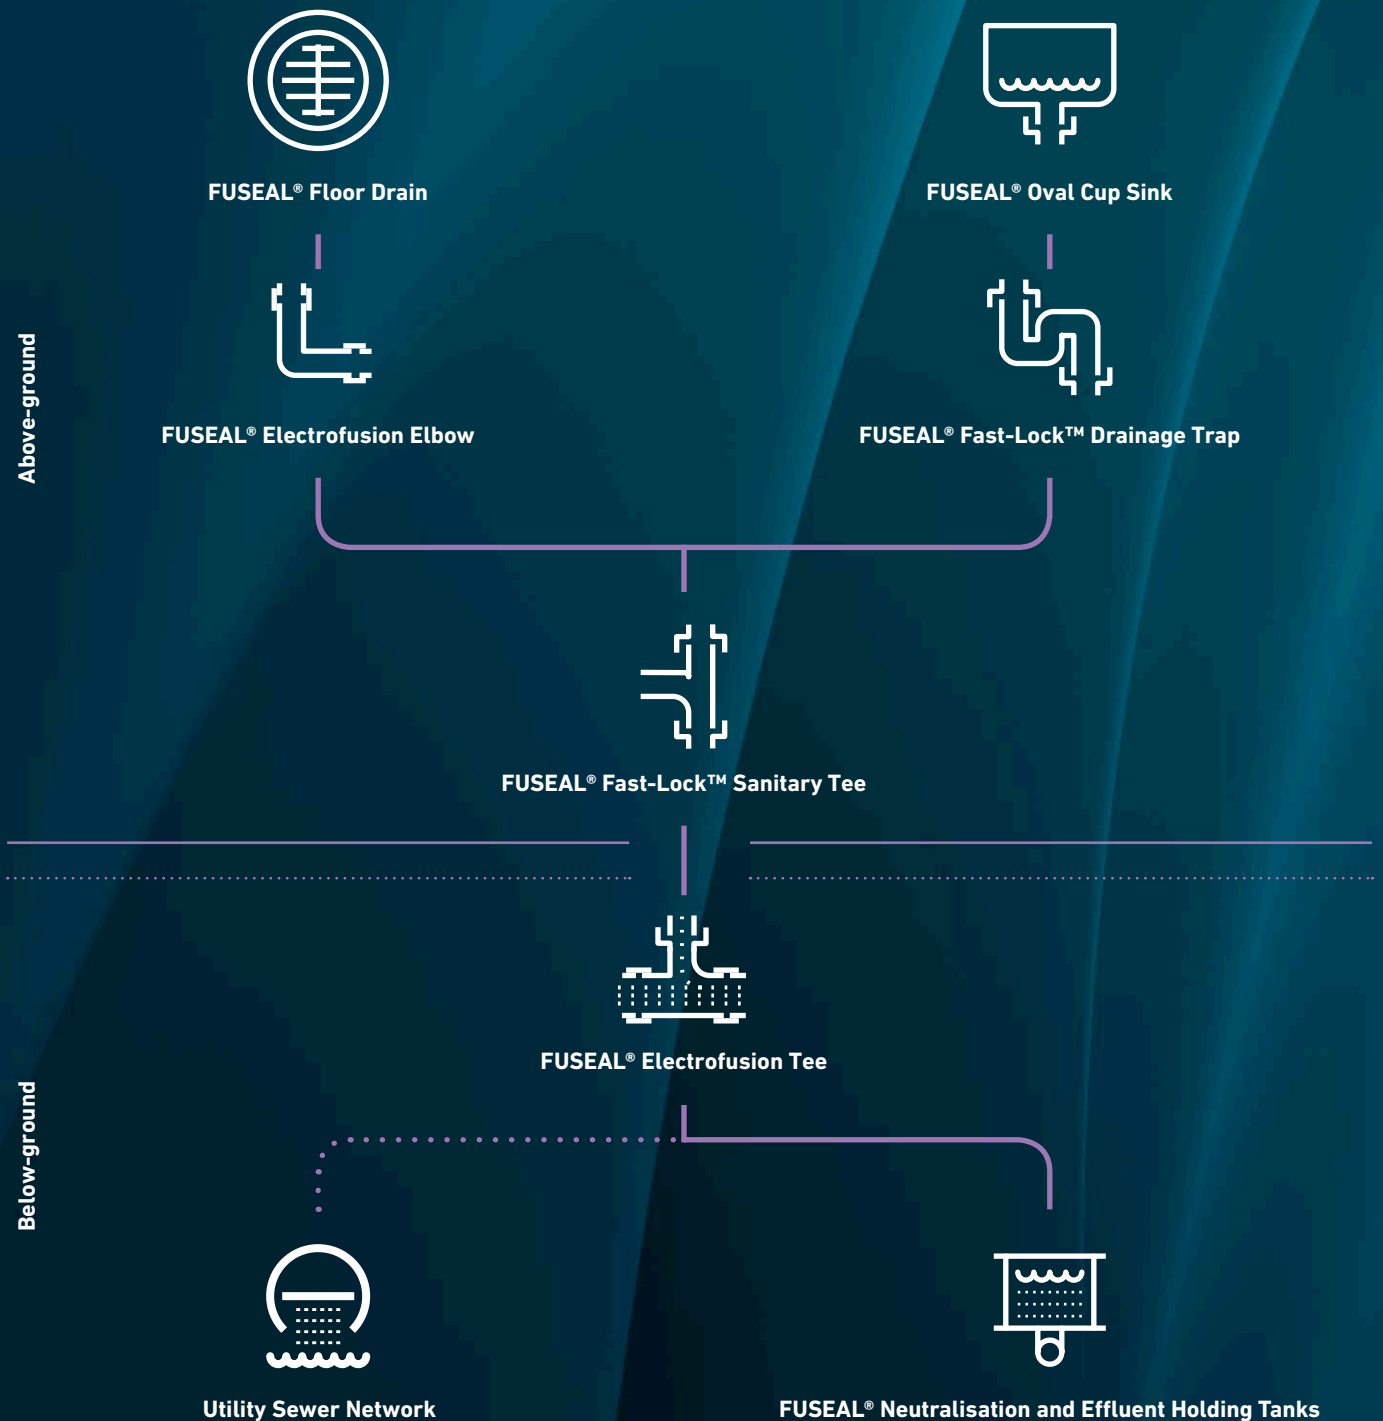 FUSEAL® Floor Drain
FUSEAL® Oval Cup Sink
Above-ground
FUSEAL® Electrofusion Elbow
FUSEAL® Fast-Lock™ Drainage Trap
FUSEAL® Fast-Lock™ Sanitary Tee
FUSEAL® Electrofusion Tee
Below-ground
Utility Sewer Network
FUSEAL® Neutralisation and Effluent Holding Tanks